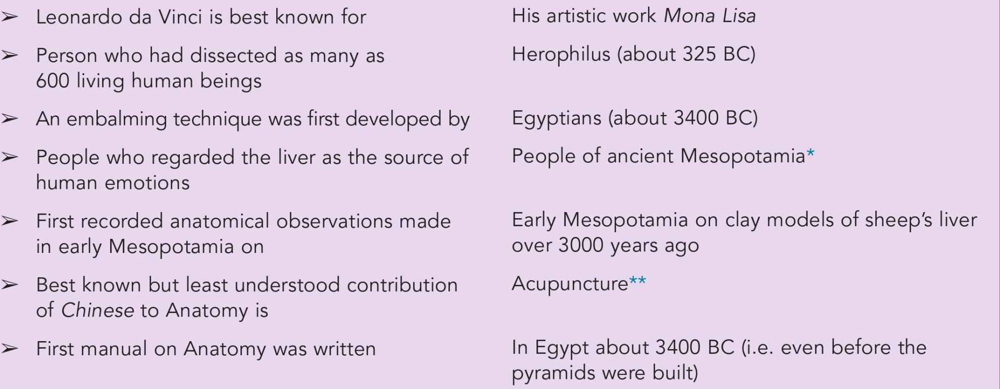 ➢ Leonardo da Vinci is best known for His artistic work Mona Lisa
➢ Person who had dissected as many as Herophilus (about 325 BC)
600 living human beings
➢ An embalming technique was first developed by Egyptians (about 3400 BC)
➢ People who regarded the liver as the source of People of ancient Mesopotamia*
human emotions
➢ First recorded anatomical observations made Early Mesopotamia on clay models of sheep’s liver
in early Mesopotamia on over 3000 years ago
➢ Best known but least understood contribution Acupuncture**
of Chinese to Anatomy is
➢ First manual on Anatomy was written In Egypt about 3400 BC (i.e. even before the
pyramids were built)